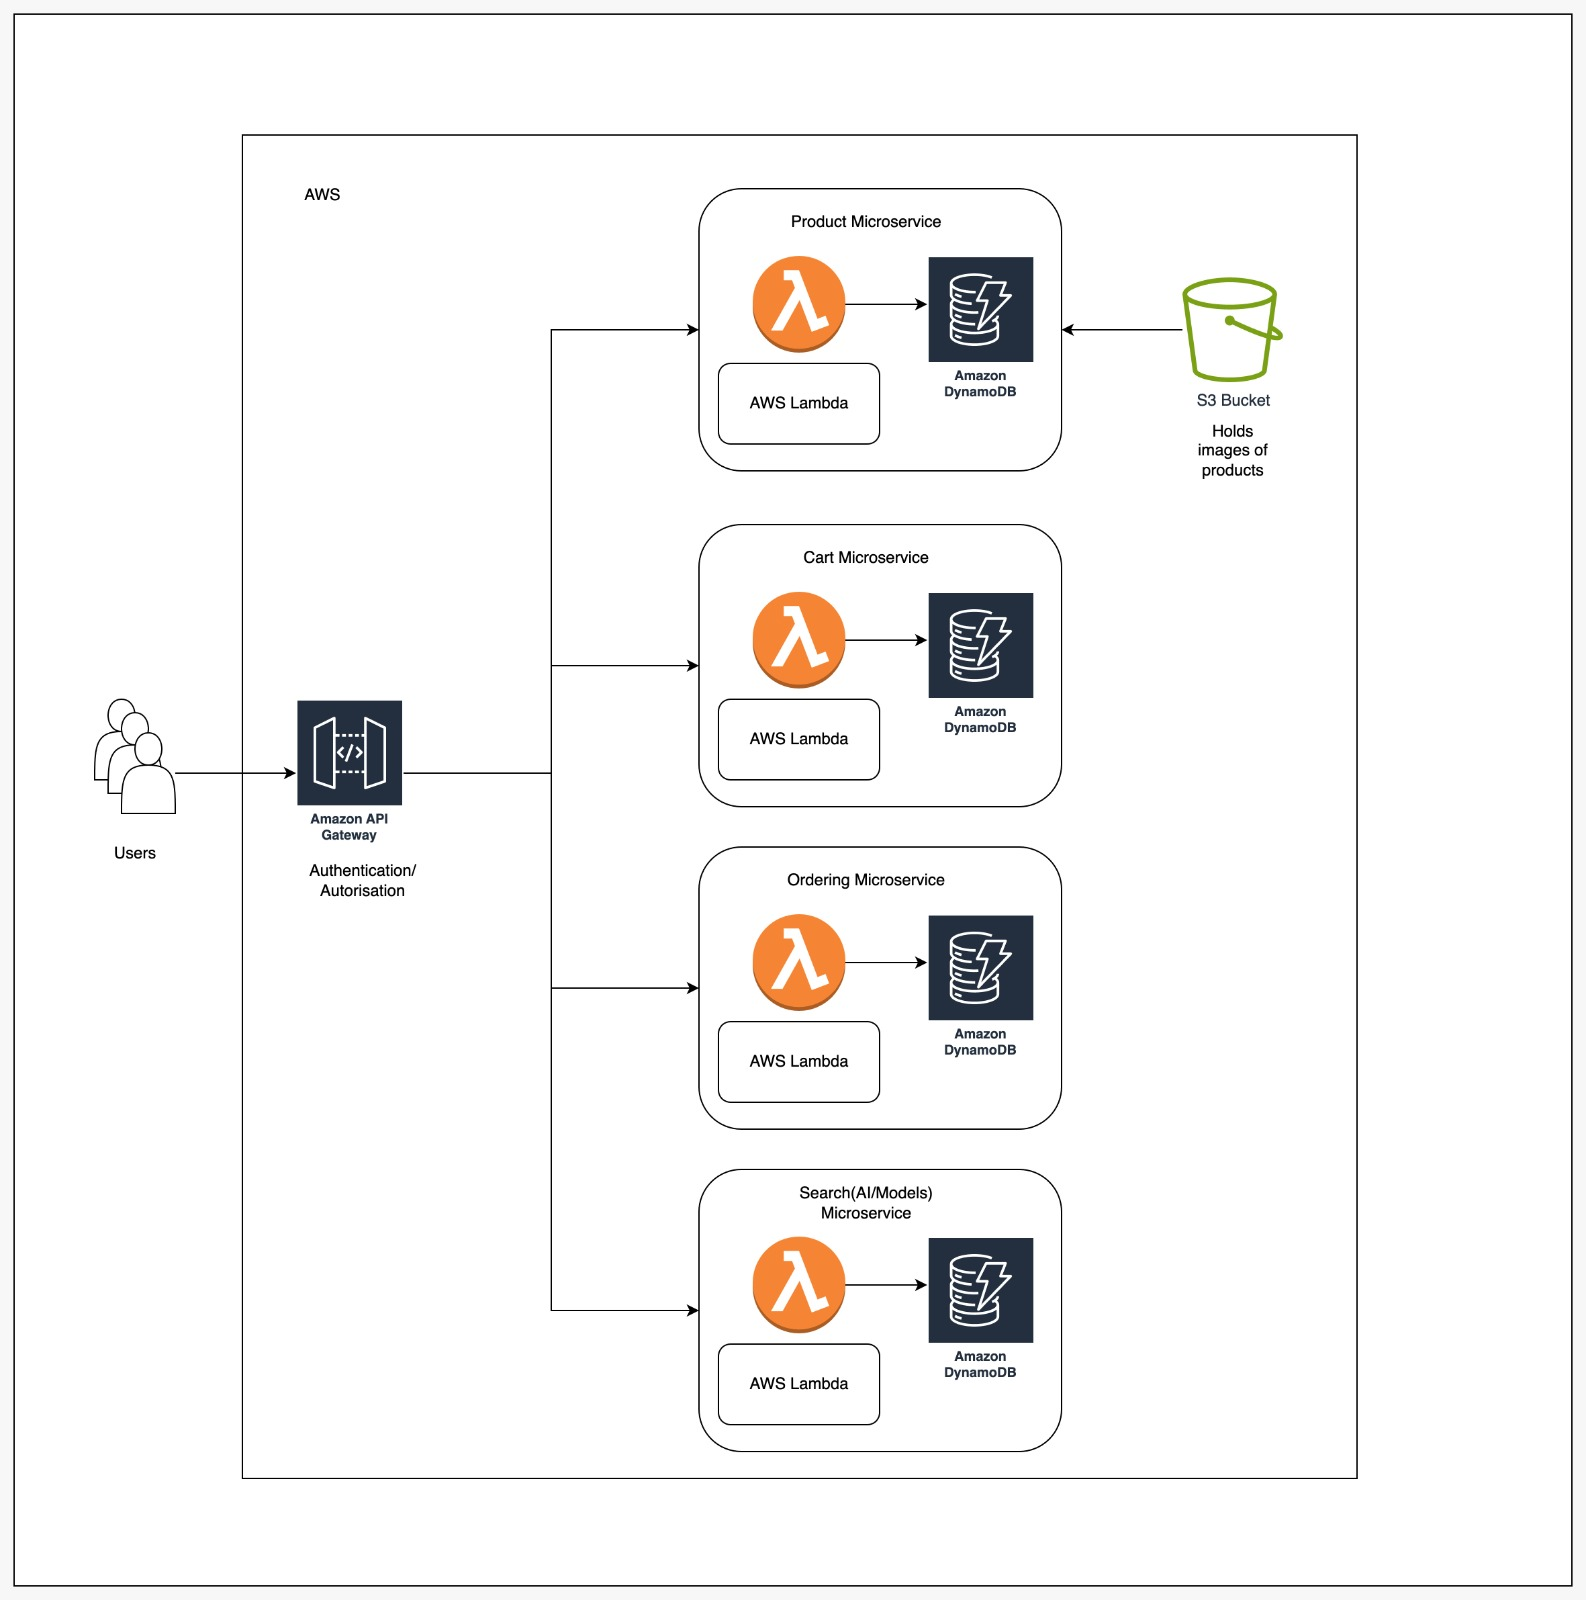 AWS
Product Microservice
AWS Lambda
Amazon
DynamoDB
S3 Bucket
Holds
images of
products
Cart Microservice
AWS Lambda
Amazon
DynamoDB
Users
Amazon API
Gateway
Authentication/
Autorisation
Ordering Microservice
AWS Lambda
Amazon
DynamoDB
Search(AI/Models)
Microservice
AWS Lambda
Amazon
DynamoDB